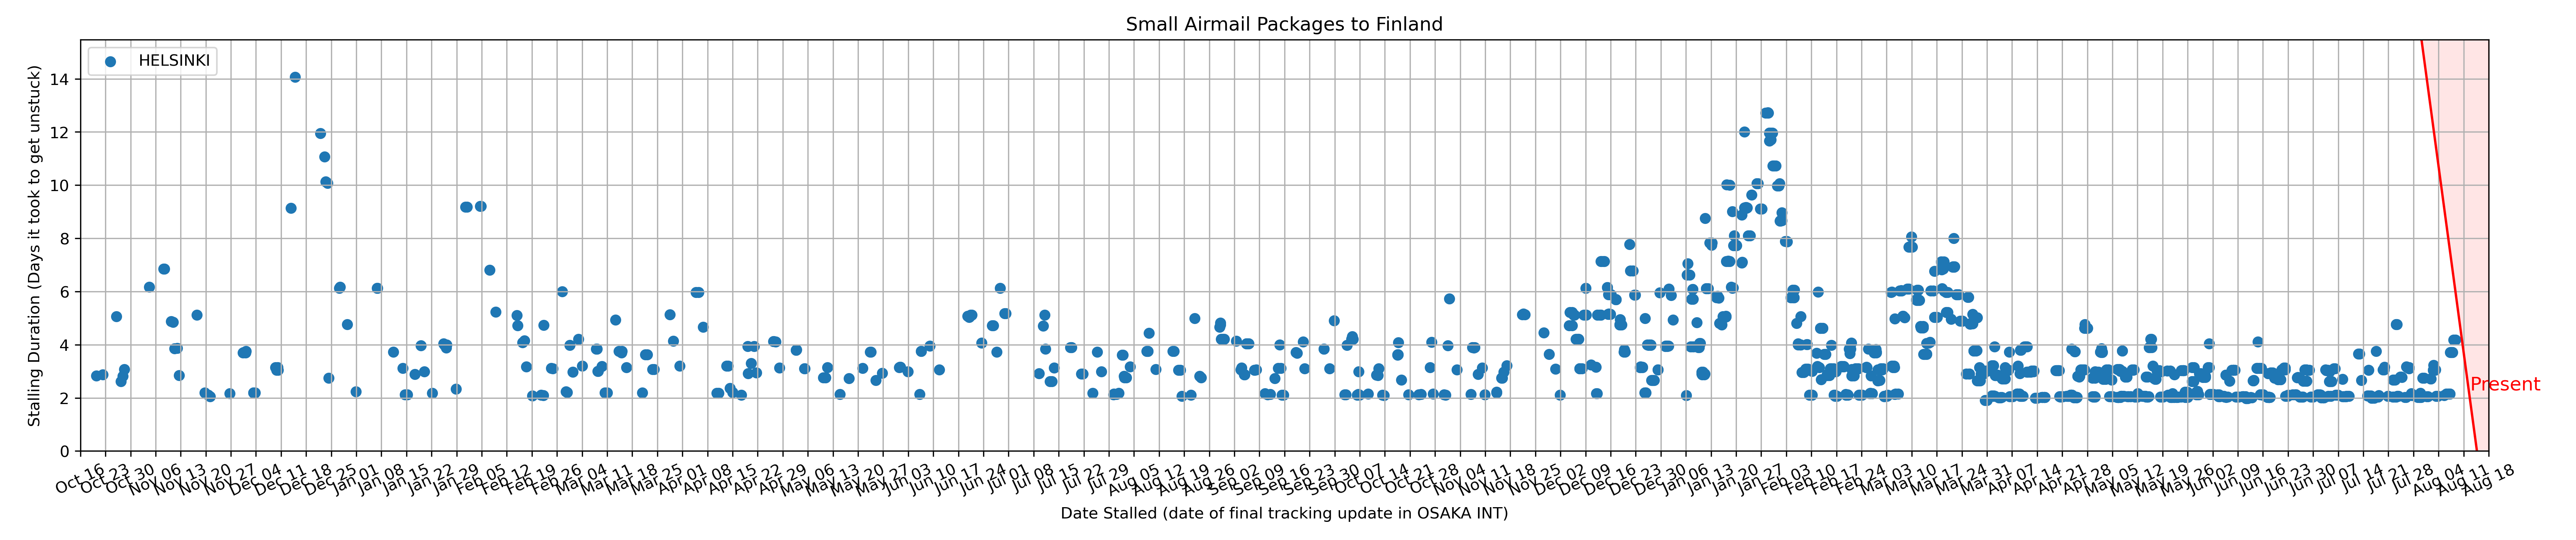 Small Airmail Packages to Finland
HELSINKI
Stalling Duration (Days it took to get unstuck)
14
12
10
8
6
4
2
0
Present
Oct 16
Oct 23
Oct 30
Nov 06
Nov 13
Nov 20
Nov 27
Dec 04
Dec 11
Dec 18
Dec 25
Jan 01
Jan 08
Jan 15
Jan 22
Jan 29
Feb 05
Feb 12
Feb 19
Feb 26
Mar 04
Mar 11
Mar 18
Mar 25
Apr 01
Apr 08
Apr 15
Apr 22
Apr 29
May 06
May 13
May 20
May 27
Jun 03
Jun 10
Jun 17
Jun 24
Jul 01
Jul 08
Jul 15
Jul 22
Jul 29
Aug 05
Aug 12
Aug 19
Aug 26
Sep 02
Sep 09
Sep 16
Sep 23
Sep 30
Oct 07
Oct 14
Oct 21
Oct 28
Nov 04
Nov 11
Nov 18
Nov 25
Dec 02
Dec 09
Dec 16
Dec 23
Dec 30
Jan 06
Jan 13
Jan 20
Jan 27
Feb 03
Feb 10
Feb 17
Feb 24
Mar 03
Mar 10
Mar 17
Mar 24
Mar 31
Apr 07
Apr 14
Apr 21
Apr 28
May 05
May 12
May 19
May 26
Jun 02
Jun 09
Jun 16
Jun 23
Jun 30
Jul 07
Jul 14
Jul 21
Jul 28
Aug 04
Aug 11
Aug 18
Date Stalled (date of final tracking update in OSAKA INT)